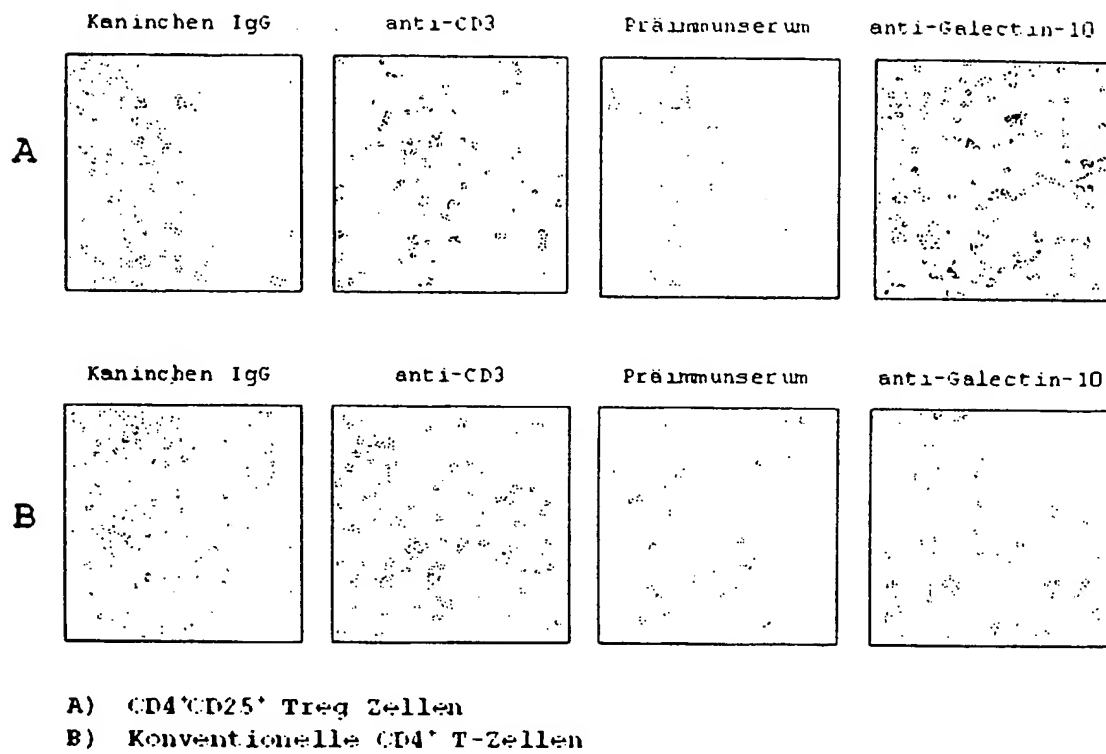 Kaninchen IgG anti-CD3 Präimmunserum anti-Galectin-10
A
Kaninchen IgG anti-CD3 Präimmunserum anti-Galectin-10
B
A) CD4⁺CD25⁺ Treg Zellen
B) Konventionelle CD4⁺ T-Zellen